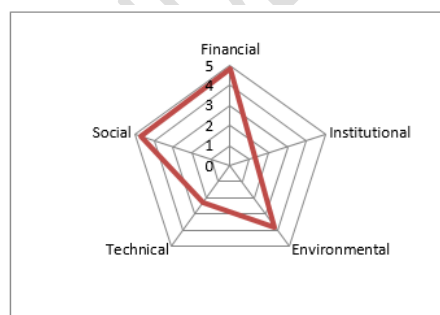 Financial
5
4
3
2
1
0
Social
Institutional
Technical
Environmental